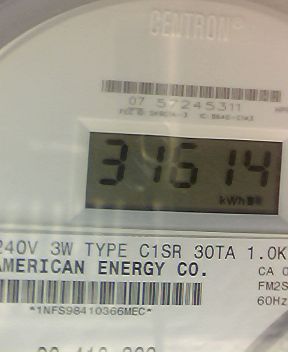 CENTRON®
07 57245311
31614
kWh
240V 3W TYPE C1SR 30TA 1.0K
AMERICAN ENERGY CO.
CA 0
FM2S
60Hz
*1NFS98410366MEC*